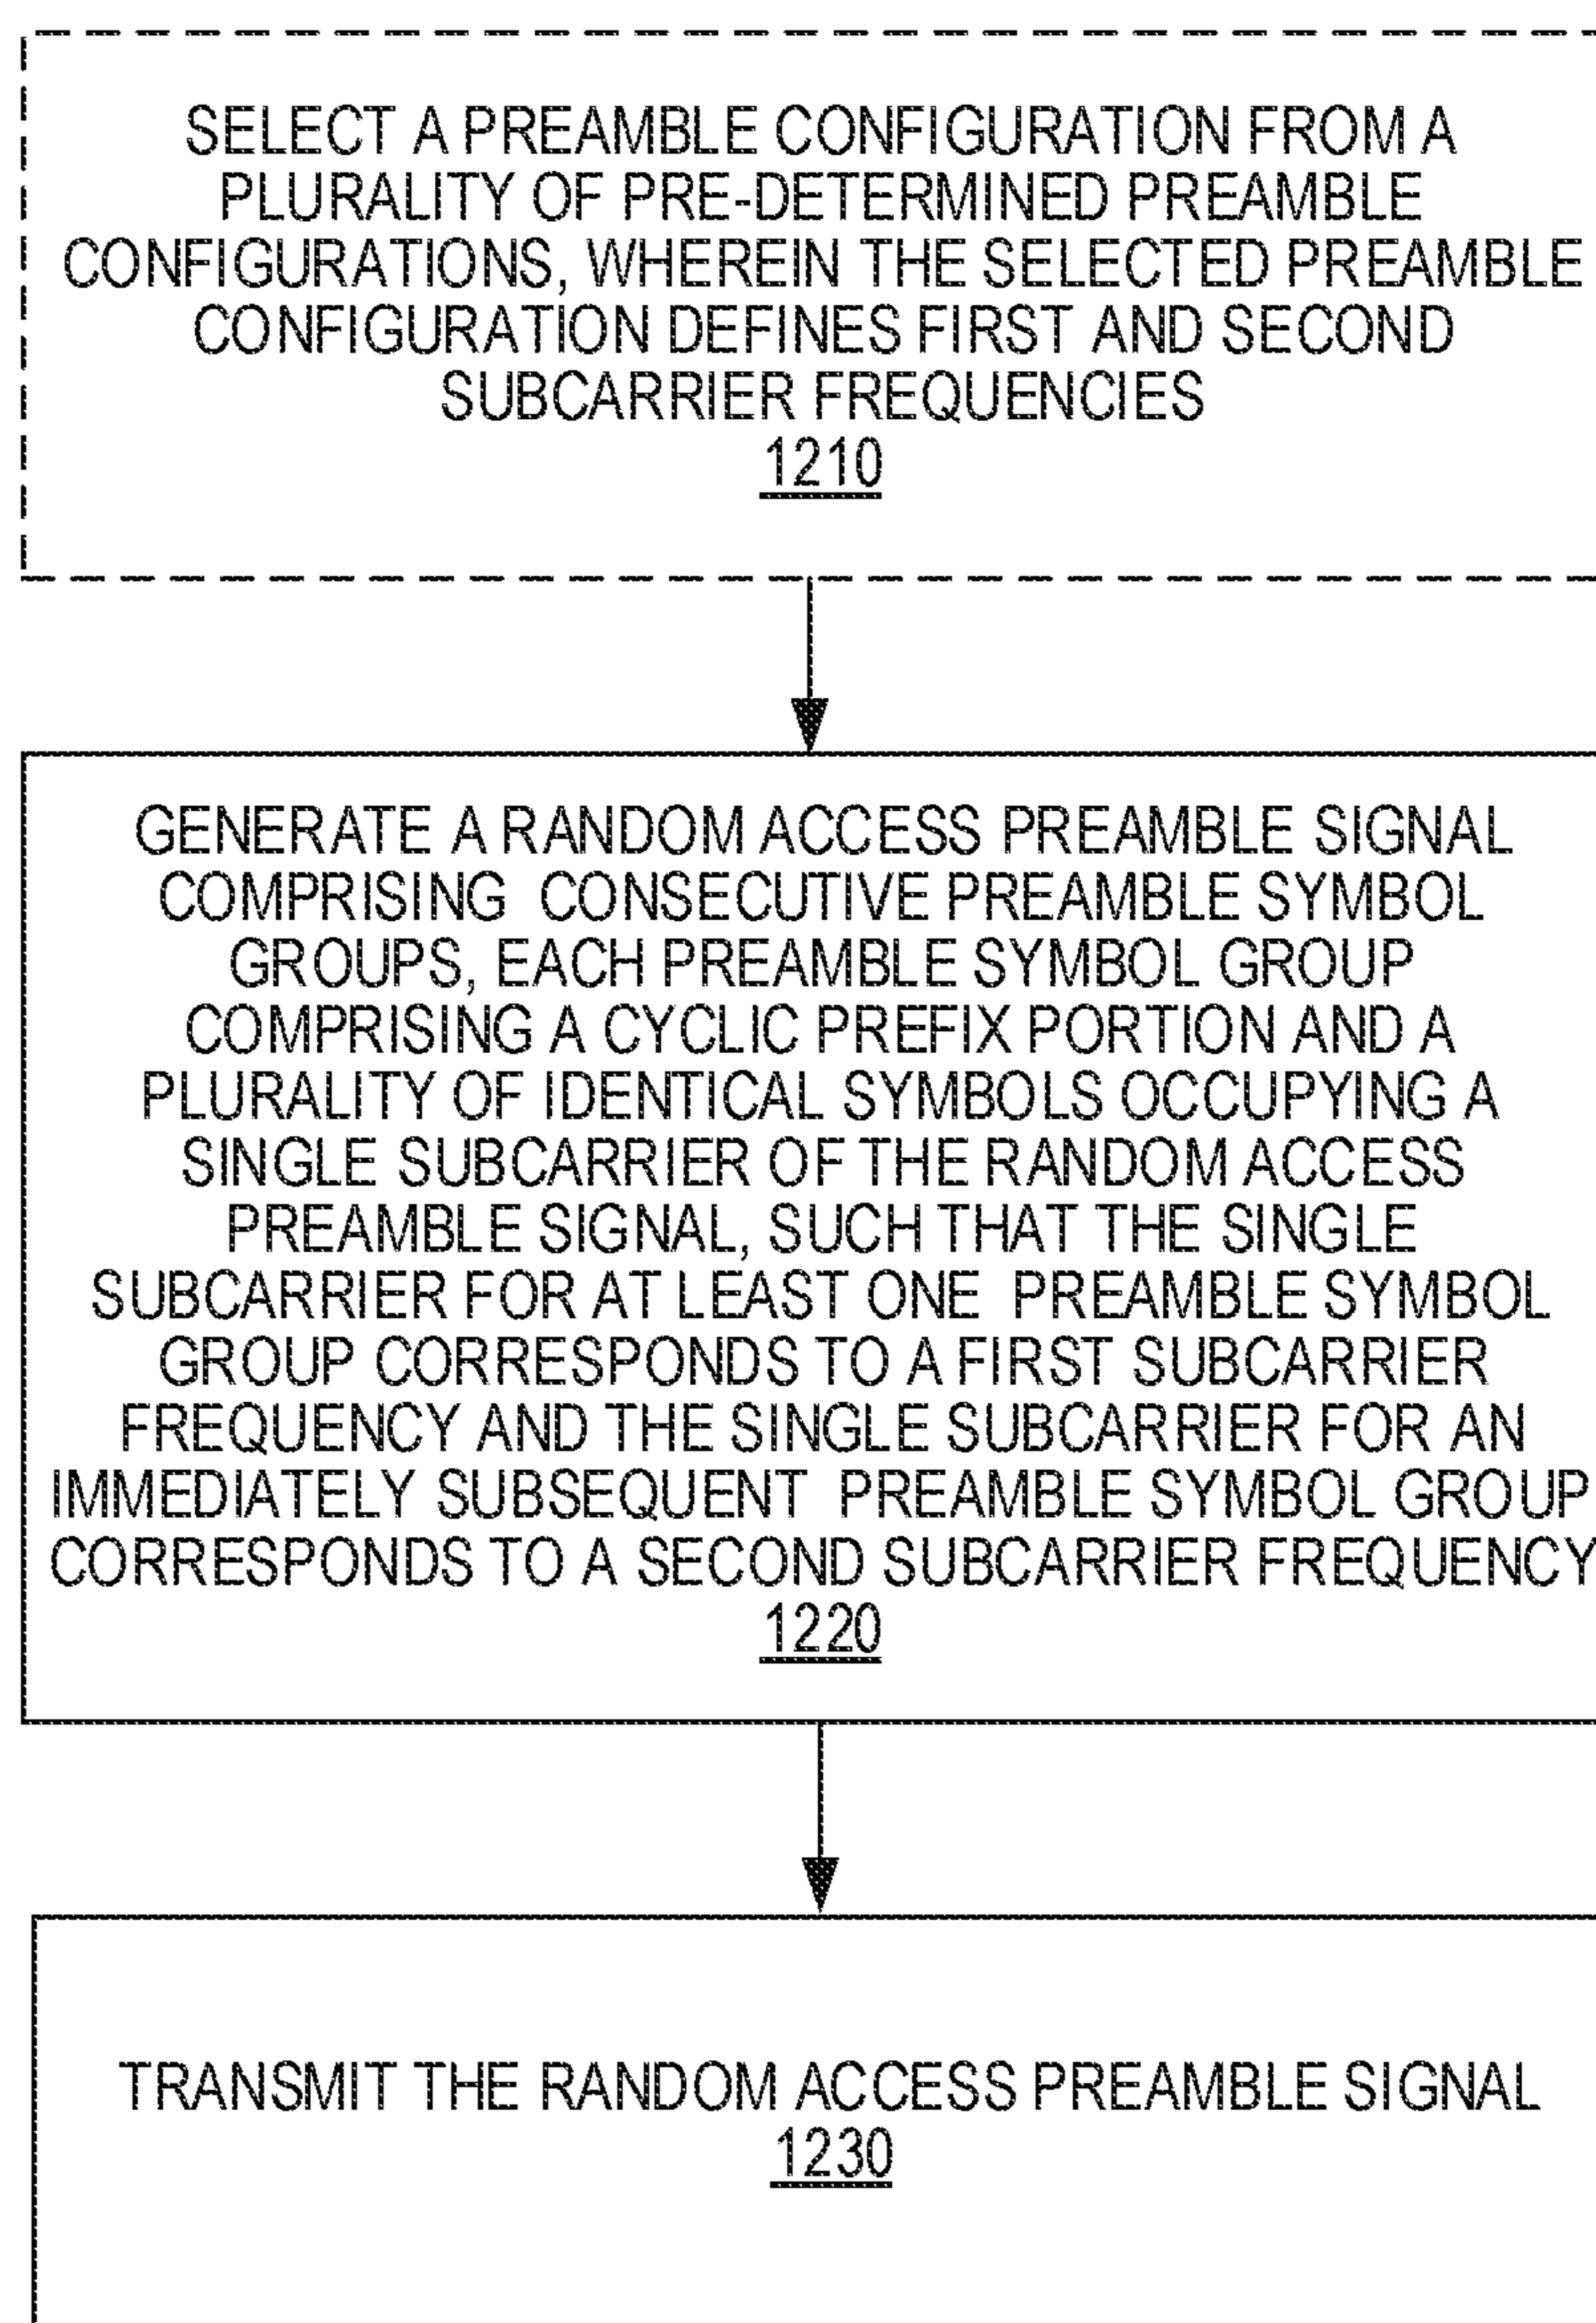 SELECT A PREAMBLE CONFIGURATION FROM A
PLURALITY OF PRE-DETERMINED PREAMBLE
CONFIGURATIONS, WHEREIN THE SELECTED PREAMBLE
CONFIGURATION DEFINES FIRST AND SECOND
SUBCARRIER FREQUENCIES
1210
GENERATE A RANDOM ACCESS PREAMBLE SIGNAL
COMPRISING CONSECUTIVE PREAMBLE SYMBOL
GROUPS, EACH PREAMBLE SYMBOL GROUP
COMPRISING A CYCLIC PREFIX PORTION AND A
PLURALITY OF IDENTICAL SYMBOLS OCCUPYING A
SINGLE SUBCARRIER OF THE RANDOM ACCESS
PREAMBLE SIGNAL, SUCH THAT THE SINGLE
SUBCARRIER FOR AT LEAST ONE PREAMBLE SYMBOL
GROUP CORRESPONDS TO A FIRST SUBCARRIER
FREQUENCY AND THE SINGLE SUBCARRIER FOR AN
IMMEDIATELY SUBSEQUENT PREAMBLE SYMBOL GROUP
CORRESPONDS TO A SECOND SUBCARRIER FREQUENCY
1220
TRANSMIT THE RANDOM ACCESS PREAMBLE SIGNAL
1230